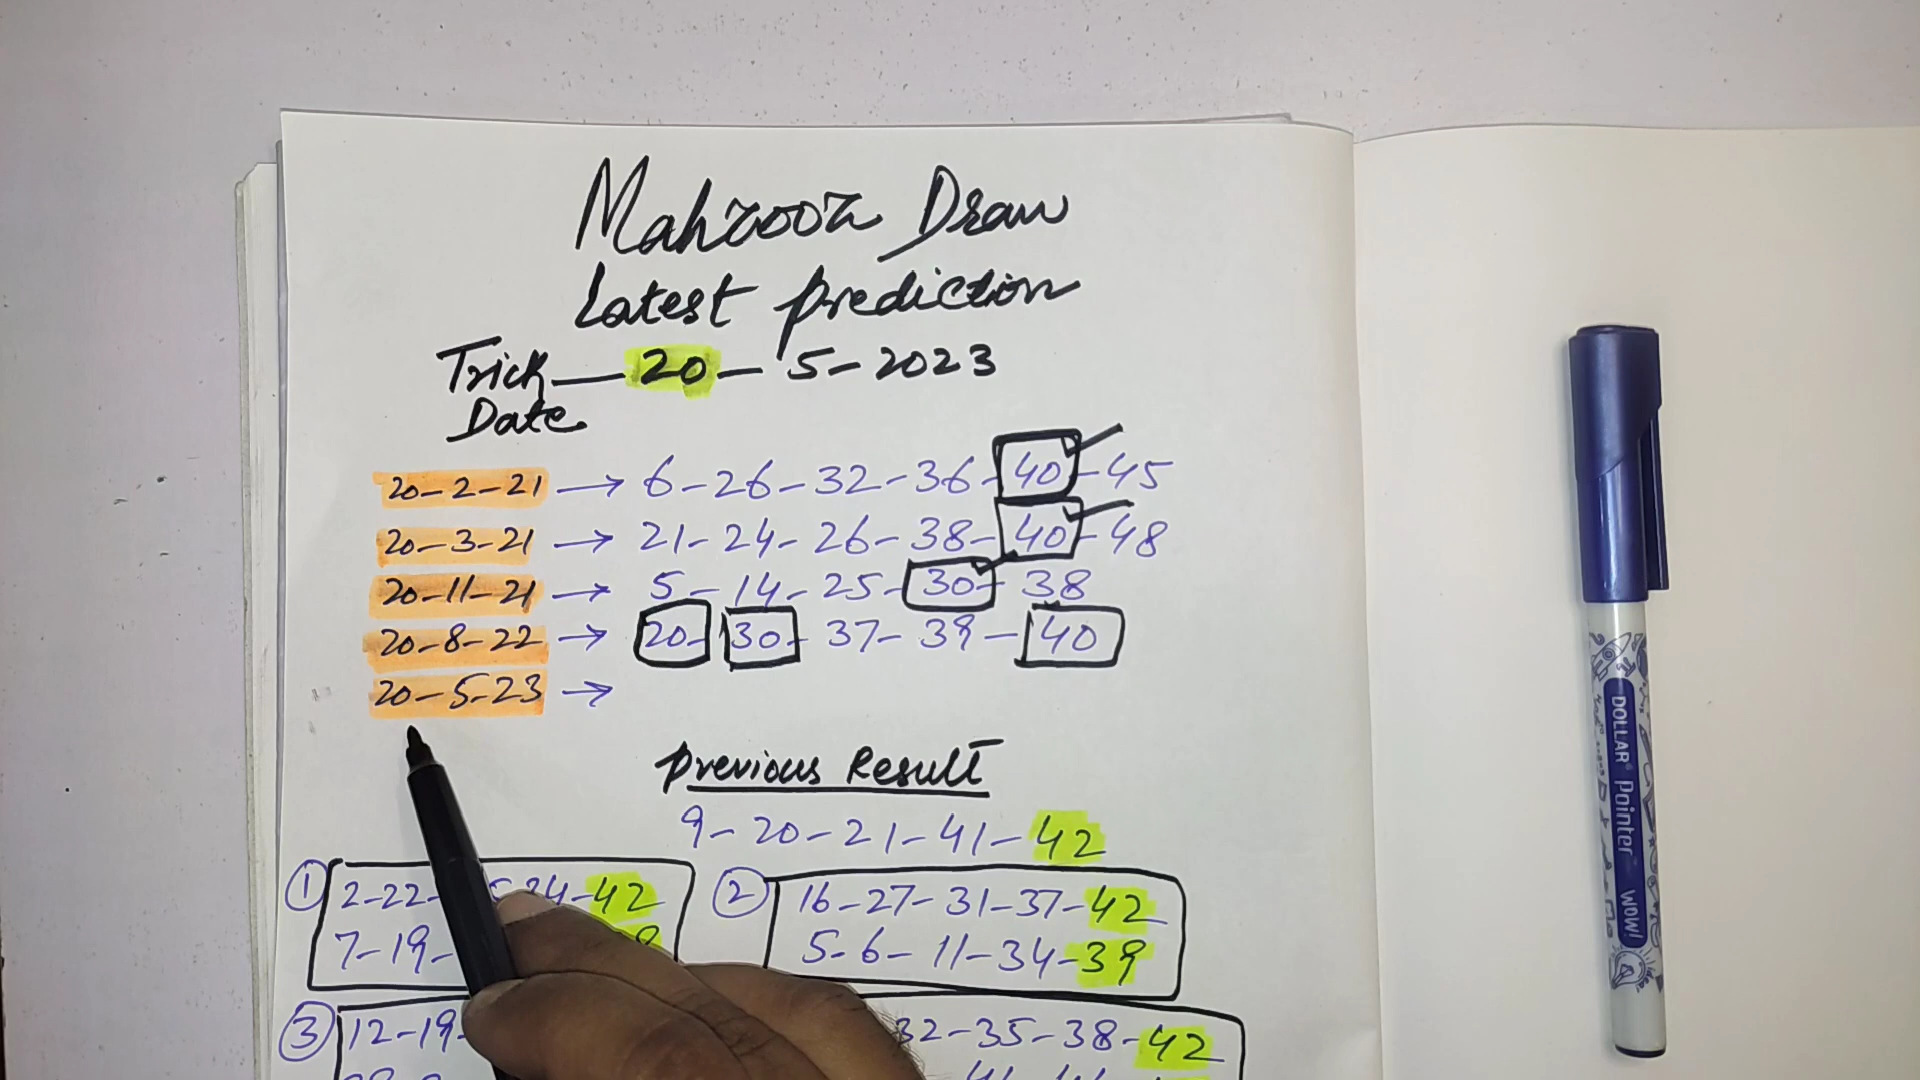 Mahzooz Draw
Latest prediction
Trick — 20 - 5 - 2023
Date
20-2-21 → 6-26-32-36-40-45
20-3-21 → 21-24-26-38-40-48
20-11-21 → 5-14-25-30-38
20-8-22 → 20-30-37-39-40
20-5-23 →
Previous Result
9-20-21-41-42
① 2-22- 34-42
7-19-
② 16-27-31-37-42
5-6-11-34-39
③ 12-19-
32-35-38-42
DOLLAR Pointer WOW!